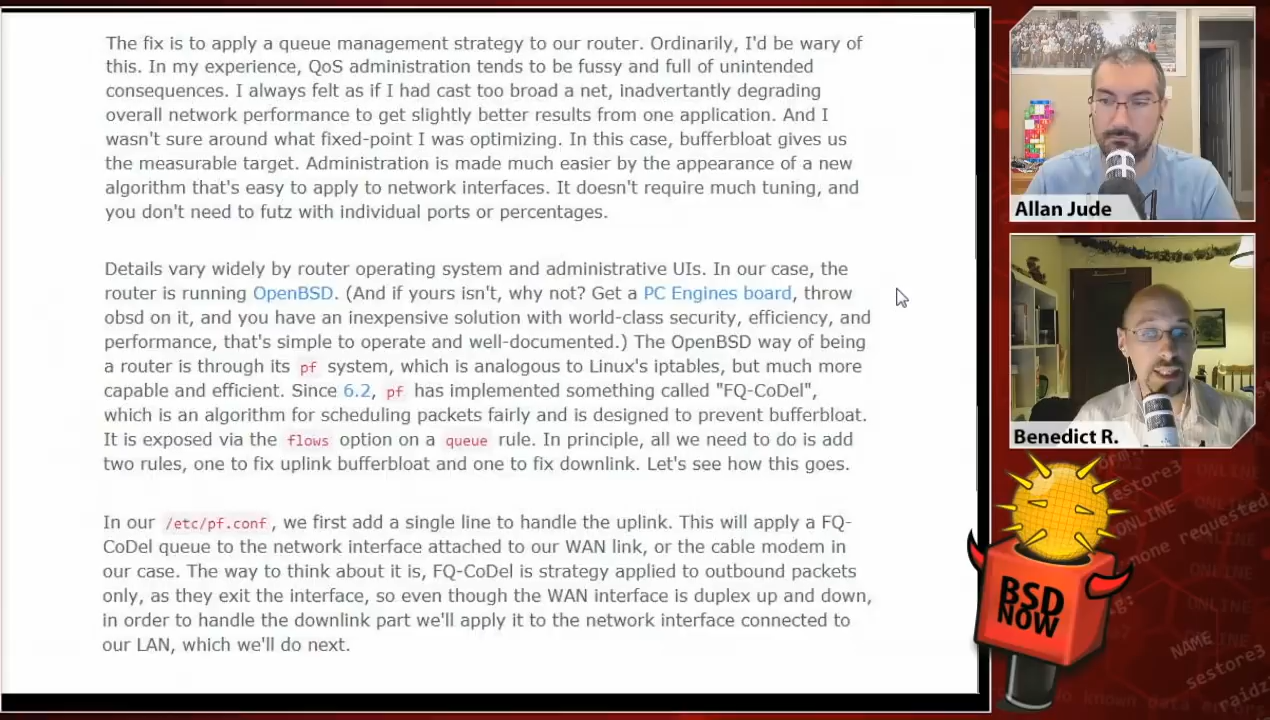 The fix is to apply a queue management strategy to our router. Ordinarily, I'd be wary of
this. In my experience, QoS administration tends to be fussy and full of unintended
consequences. I always felt as if I had cast too broad a net, inadvertantly degrading
overall network performance to get slightly better results from one application. And I
wasn't sure around what fixed-point I was optimizing. In this case, bufferbloat gives us
the measurable target. Administration is made much easier by the appearance of a new
algorithm that's easy to apply to network interfaces. It doesn't require much tuning, and
you don't need to futz with individual ports or percentages.
Details vary widely by router operating system and administrative UIs. In our case, the
router is running OpenBSD. (And if yours isn't, why not? Get a PC Engines board, throw
obsd on it, and you have an inexpensive solution with world-class security, efficiency, and
performance, that's simple to operate and well-documented.) The OpenBSD way of being
a router is through its pf system, which is analogous to Linux's iptables, but much more
capable and efficient. Since 6.2, pf has implemented something called "FQ-CoDel",
which is an algorithm for scheduling packets fairly and is designed to prevent bufferbloat.
It is exposed via the flows option on a queue rule. In principle, all we need to do is add
two rules, one to fix uplink bufferbloat and one to fix downlink. Let's see how this goes.
In our /etc/pf.conf, we first add a single line to handle the uplink. This will apply a FQ-
CoDel queue to the network interface attached to our WAN link, or the cable modem in
our case. The way to think about it is, FQ-CoDel is strategy applied to outbound packets
only, as they exit the interface, so even though the WAN interface is duplex up and down,
in order to handle the downlink part we'll apply it to the network interface connected to
our LAN, which we'll do next.
Allan Jude
Benedict R.
BSD
NOW
sestore3
ONLINE
ONLINE
none requested
ONLINE
NAME
sestore3
raidz
known data errors